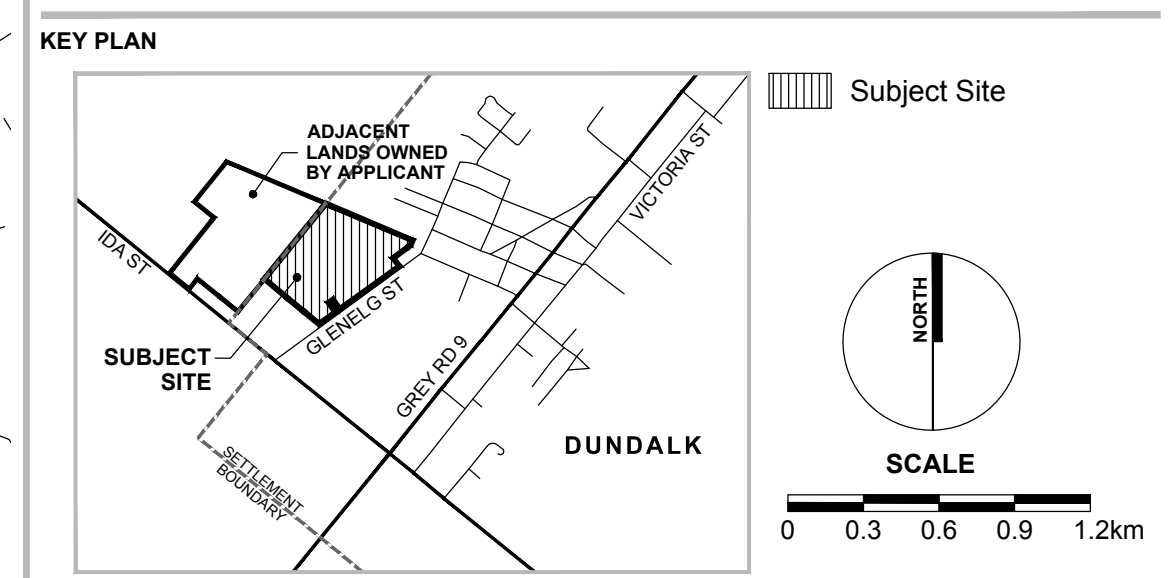 KEY PLAN
ADJACENT
LANDS OWNED
BY APPLICANT
IDA ST
GLENELG ST
SUBJECT
SITE
VICTORIA ST
GREY RD 9
DUNDALK
SETTLEMENT
BOUNDARY
Subject Site
NORTH
SCALE
0 0.3 0.6 0.9 1.2km